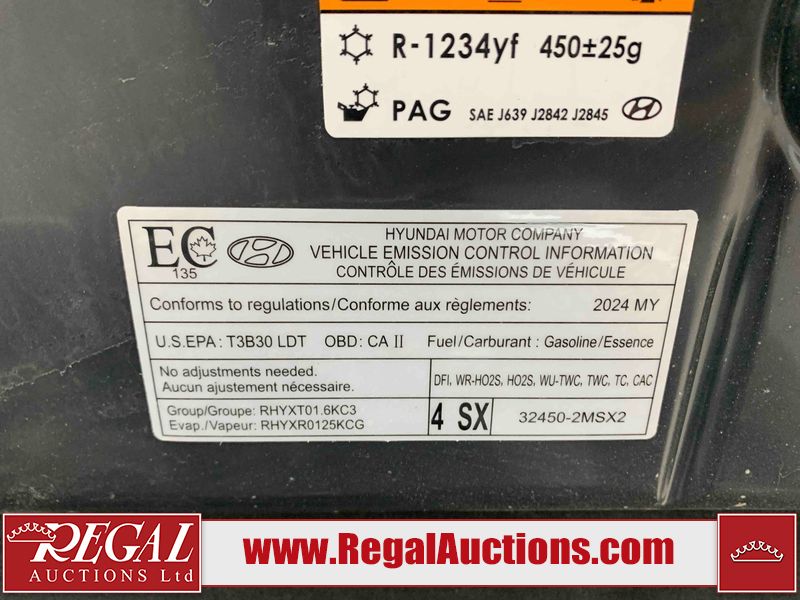 R-1234yf 450±25g
PAG SAE J639 J2842 J2845
EC
135
HYUNDAI MOTOR COMPANY
VEHICLE EMISSION CONTROL INFORMATION
CONTRÔLE DES ÉMISSIONS DE VÉHICULE
Conforms to regulations/Conforme aux règlements: 2024 MY
U.S.EPA: T3B30 LDT OBD: CA II Fuel/Carburant : Gasoline/Essence
No adjustments needed.
Aucun ajustement nécessaire.
DFI, WR-HO2S, HO2S, WU-TWC, TWC, TC, CAC
Group/Groupe: RHYXT01.6KC3
Evap./Vapeur: RHYXR0125KCG
4 SX 32450-2MSX2
REGAL
AUCTIONS Ltd
www.RegalAuctions.com